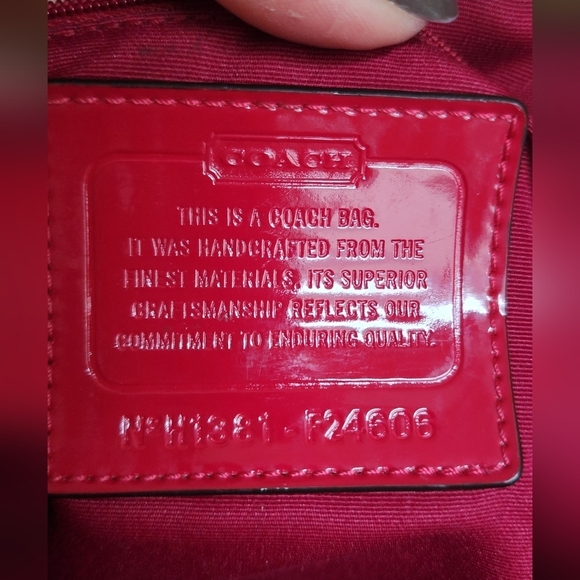 COACH
THIS IS A COACH BAG.
IT WAS HANDCRAFTED FROM THE
FINEST MATERIALS, ITS SUPERIOR
CRAFTSMANSHIP REFLECTS OUR
COMMITMENT TO ENDURING QUALITY.
Nº H1381-F24606